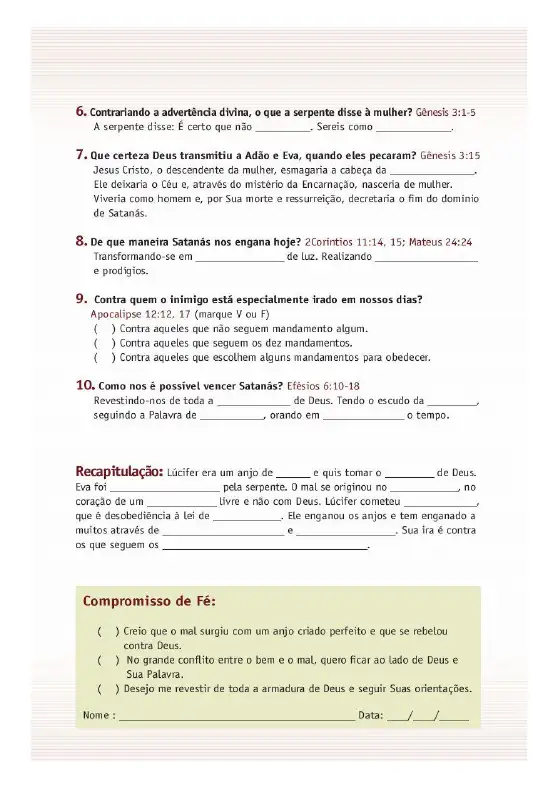 6. Contrariando a advertência divina, o que a serpente disse à mulher? Gênesis 3:1-5
A serpente disse: É certo que não __________. Sereis como ______________.
7. Que certeza Deus transmitiu a Adão e Eva, quando eles pecaram? Gênesis 3:15
Jesus Cristo, o descendente da mulher, esmagaria a cabeça da ________________.
Ele deixaria o Céu e, através do mistério da Encarnação, nasceria de mulher.
Viveria como homem e, por Sua morte e ressurreição, decretaria o fim do domínio
de Satanás.
8. De que maneira Satanás nos engana hoje? 2Coríntios 11:14, 15; Mateus 24:24
Transformando-se em _________________ de luz. Realizando ____________________
e prodígios.
9. Contra quem o inimigo está especialmente irado em nossos dias?
Apocalipse 12:12, 17 (marque V ou F)
( ) Contra aqueles que não seguem mandamento algum.
( ) Contra aqueles que seguem os dez mandamentos.
( ) Contra aqueles que escolhem alguns mandamentos para obedecer.
10. Como nos é possível vencer Satanás? Efésios 6:10-18
Revestindo-nos de toda a ______________ de Deus. Tendo o escudo da _________,
seguindo a Palavra de ____________, orando em ________________ o tempo.
Recapitulação: Lúcifer era um anjo de ______ e quis tomar o _________ de Deus.
Eva foi _____________________ pela serpente. O mal se originou no _____________, no
coração de um _____________ livre e não com Deus. Lúcifer cometeu ______________,
que é desobediência à lei de _____________. Ele enganou os anjos e tem enganado a
muitos através de _______________________ e ___________________. Sua ira é contra
os que seguem os _______________________________________.
Compromisso de Fé:
( ) Creio que o mal surgiu com um anjo criado perfeito e que se rebelou
contra Deus.
( ) No grande conflito entre o bem e o mal, quero ficar ao lado de Deus e
Sua Palavra.
( ) Desejo me revestir de toda a armadura de Deus e seguir Suas orientações.
Nome : _____________________________________________ Data: ____/____/______